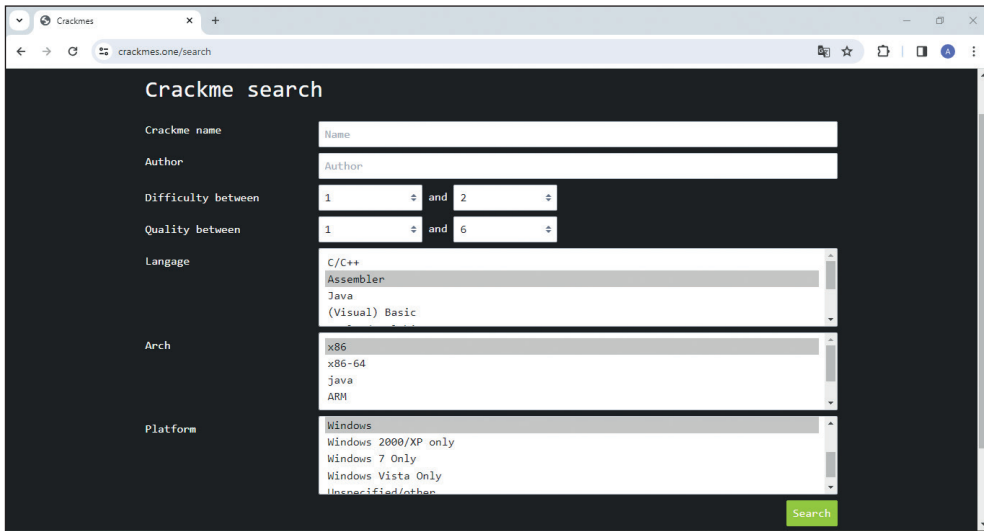 Crackmes
crackmes.one/search
A
Crackme search
Crackme name
Name
Author
Author
Difficulty between
1 and 2
Quality between
1 and 6
Langage
C/C++
Assembler
Java
(Visual) Basic
Arch
x86
x86-64
java
ARM
Platform
Windows
Windows 2000/XP only
Windows 7 Only
Windows Vista Only
Unspecified/other
Search